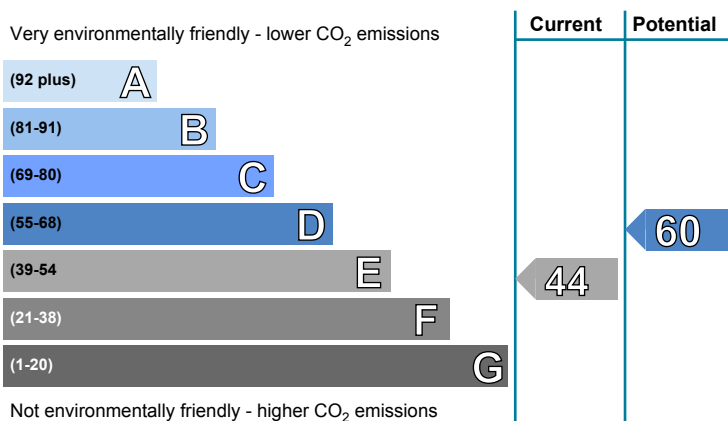 Current Potential
Very environmentally friendly - lower CO2 emissions
(92 plus) A
(81-91) B
(69-80) C
(55-68) D
60
(39-54 E
44
(21-38) F
(1-20) G
Not environmentally friendly - higher CO2 emissions